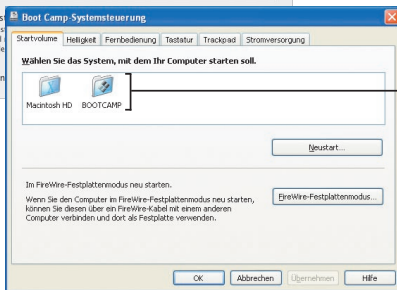 Boot Camp-Systemsteuerung
Startvolume Helligkeit Fernbedienung Tastatur Trackpad Stromversorgung
Wählen Sie das System, mit dem Ihr Computer starten soll.
Macintosh HD BOOTCAMP
Neustart...
Im FireWire-Festplattenmodus neu starten.
Wenn Sie den Computer im FireWire-Festplattenmodus neu starten,
können Sie diesen über ein FireWire-Kabel mit einem anderen
Computer verbinden und dort als Festplatte verwenden.
FireWire-Festplattenmodus...
OK Abbrechen Übernehmen Hilfe